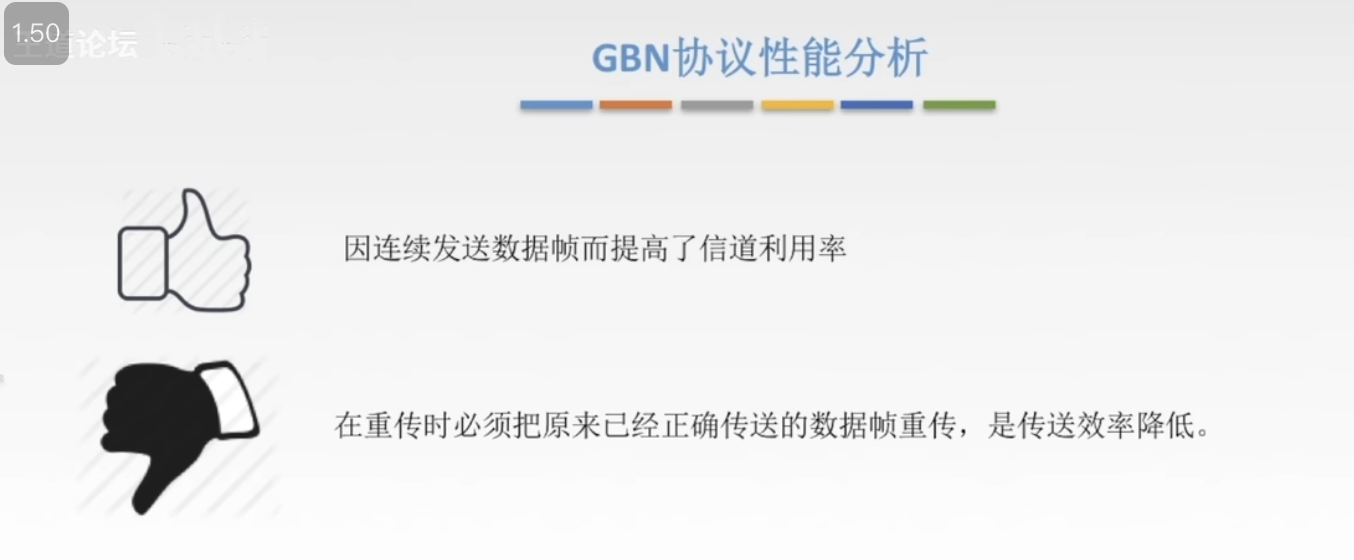 1.50
论坛
GBN协议性能分析
因连续发送数据帧而提高了信道利用率
在重传时必须把原来已经正确传送的数据帧重传，是传送效率降低。